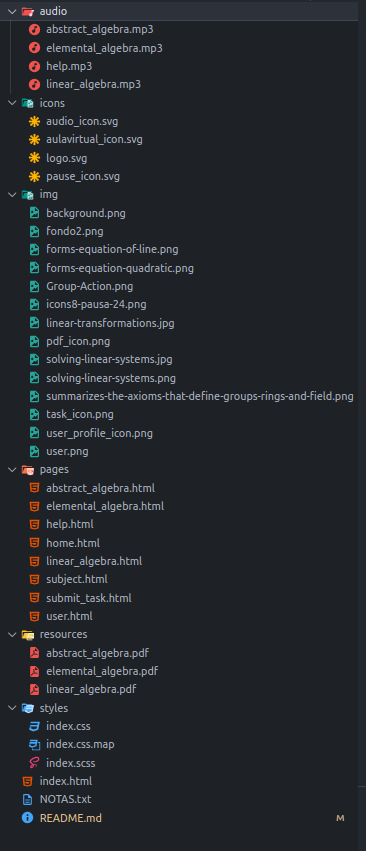 audio
abstract_algebra.mp3
elemental_algebra.mp3
help.mp3
linear_algebra.mp3
icons
audio_icon.svg
aulavirtual_icon.svg
logo.svg
pause_icon.svg
img
background.png
fondo2.png
forms-equation-of-line.png
forms-equation-quadratic.png
Group-Action.png
icons8-pausa-24.png
linear-transformations.jpg
pdf_icon.png
solving-linear-systems.jpg
solving-linear-systems.png
summarizes-the-axioms-that-define-groups-rings-and-field.png
task_icon.png
user_profile_icon.png
user.png
pages
abstract_algebra.html
elemental_algebra.html
help.html
home.html
linear_algebra.html
subject.html
submit_task.html
user.html
resources
abstract_algebra.pdf
elemental_algebra.pdf
linear_algebra.pdf
styles
index.css
index.css.map
index.scss
index.html
NOTAS.txt
README.md M